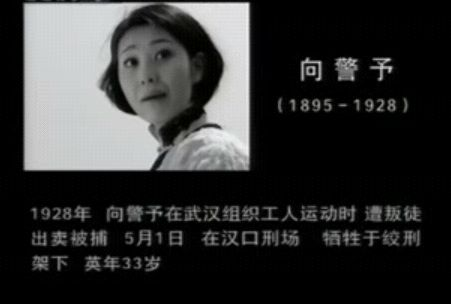 向警予
（1895－1928）
1928年 向警予在武汉组织工人运动时 遭叛徒
出卖被捕 5月1日 在汉口刑场 牺牲于绞刑
架下 英年33岁